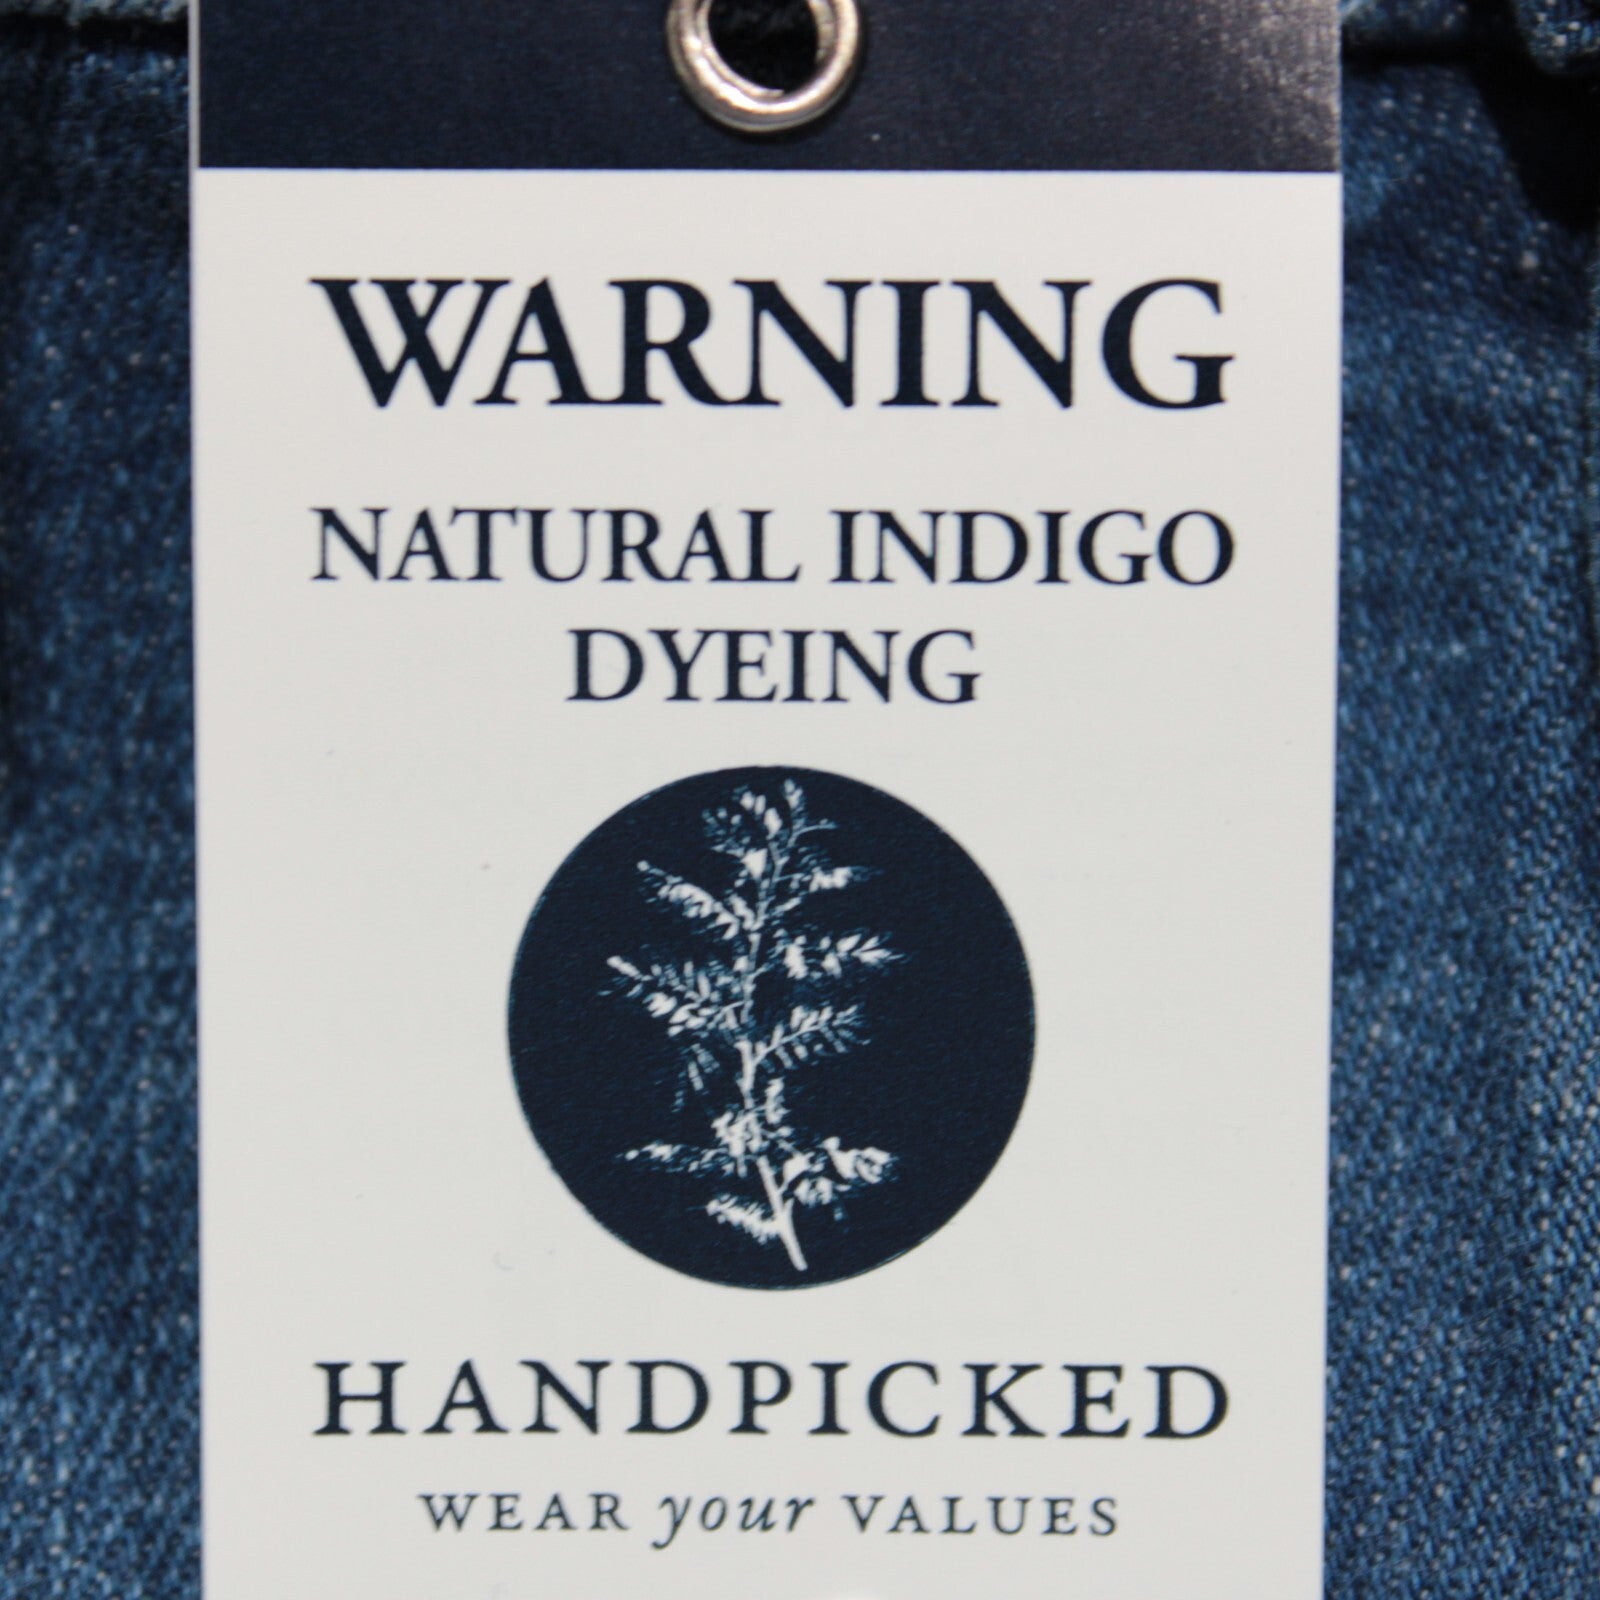 WARNING
NATURAL INDIGO
DYEING
HANDPICKED
WEAR your VALUES